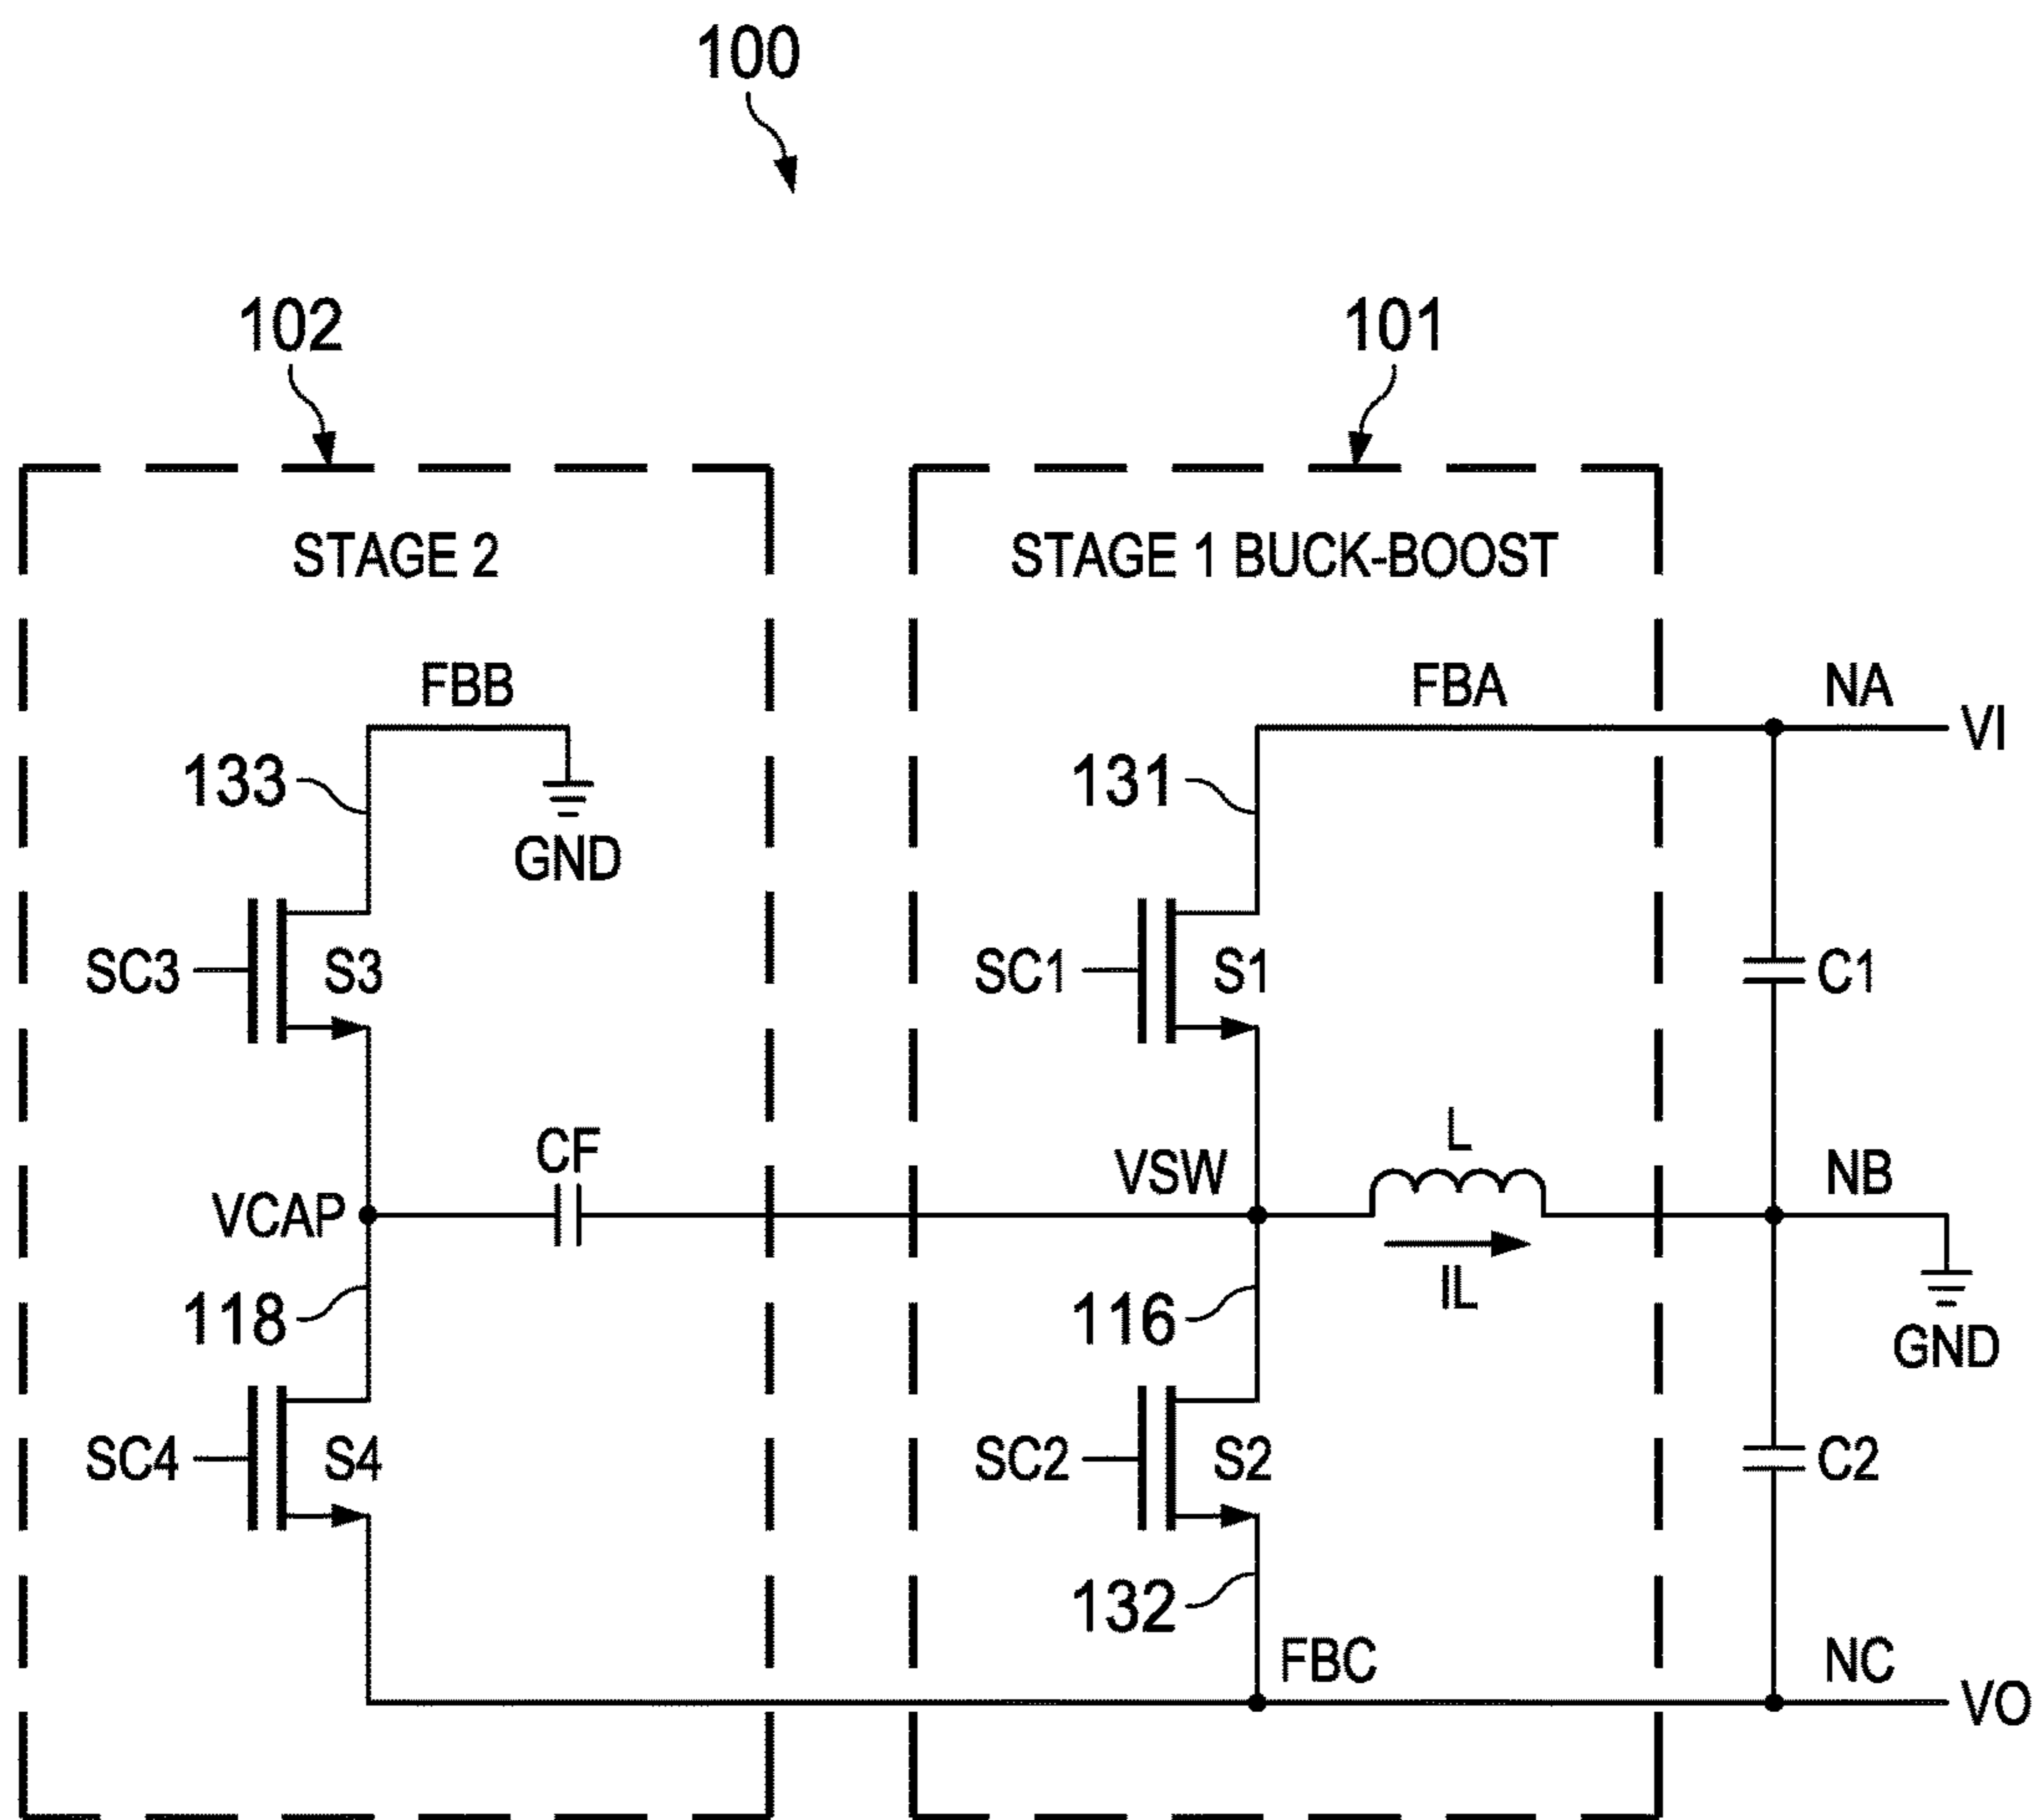 100
102
101
STAGE 2
STAGE 1 BUCK-BOOST
FBB
FBA
NA
VI
133
131
GND
SC3
S3
SC1
S1
C1
L
CF
VCAP
VSW
NB
IL
118
116
GND
SC4
S4
SC2
S2
C2
132
FBC
NC
VO